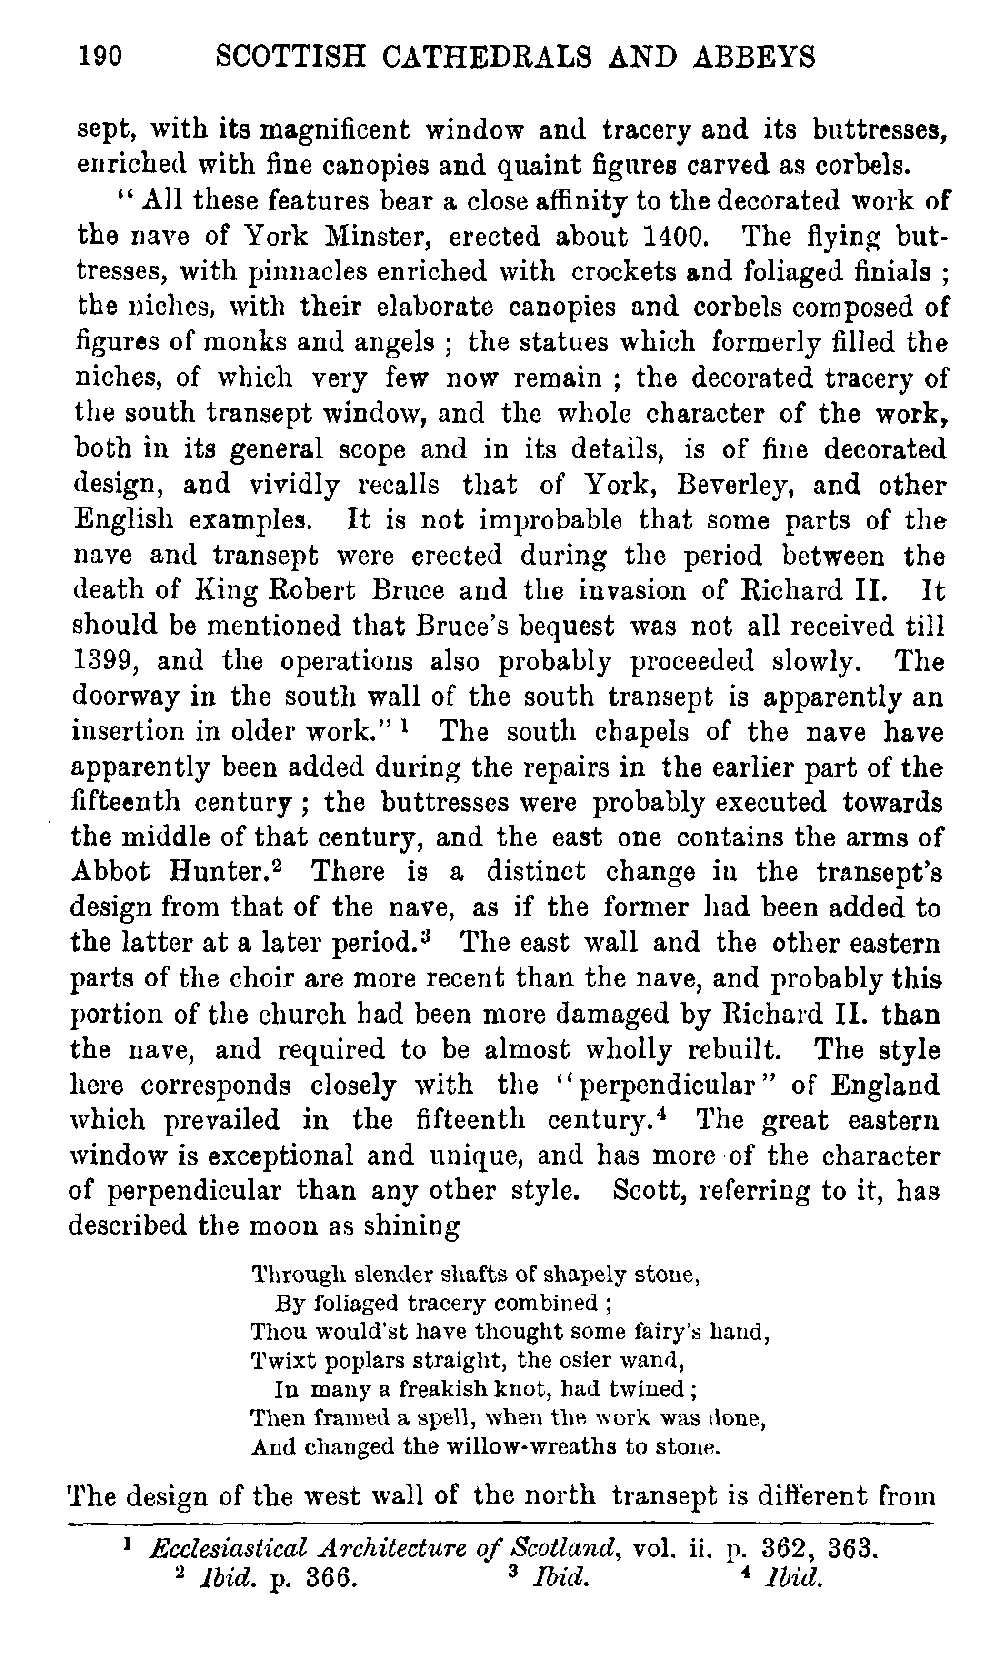 190 SCOTTISH CATHEDRALS AND ABBEYS
sept, with its magnificent window and tracery and its buttresses,
enriched with fine canopies and quaint figures carved as corbels.
“ All these features bear a close affinity to the decorated work of
the nave of York Minster, erected about 1400. The flying but-
tresses, with pinnacles enriched with crockets and foliaged finials ;
the niches, with their elaborate canopies and corbels composed of
figures of monks and angels ; the statues which formerly filled the
niches, of which very few now remain ; the decorated tracery of
the south transept window, and the whole character of the work,
both in its general scope and in its details, is of fine decorated
design, and vividly recalls that of York, Beverley, and other
English examples. It is not improbable that some parts of the
nave and transept were erected during the period between the
death of King Robert Bruce and the invasion of Richard II. It
should be mentioned that Bruce’s bequest was not all received till
1399, and the operations also probably proceeded slowly. The
doorway in the south wall of the south transept is apparently an
insertion in older work.” ¹ The south chapels of the nave have
apparently been added during the repairs in the earlier part of the
fifteenth century ; the buttresses were probably executed towards
the middle of that century, and the east one contains the arms of
Abbot Hunter.² There is a distinct change in the transept’s
design from that of the nave, as if the former had been added to
the latter at a later period.³ The east wall and the other eastern
parts of the choir are more recent than the nave, and probably this
portion of the church had been more damaged by Richard II. than
the nave, and required to be almost wholly rebuilt. The style
here corresponds closely with the “perpendicular” of England
which prevailed in the fifteenth century.⁴ The great eastern
window is exceptional and unique, and has more of the character
of perpendicular than any other style. Scott, referring to it, has
described the moon as shining
Through slender shafts of shapely stone,
By foliaged tracery combined ;
Thou would’st have thought some fairy’s hand,
Twixt poplars straight, the osier wand,
In many a freakish knot, had twined ;
Then framed a spell, when the work was done,
And changed the willow-wreaths to stone.
The design of the west wall of the north transept is different from
¹ Ecclesiastical Architecture of Scotland, vol. ii. p. 362, 363.
² Ibid. p. 366. ³ Ibid. ⁴ Ibid.